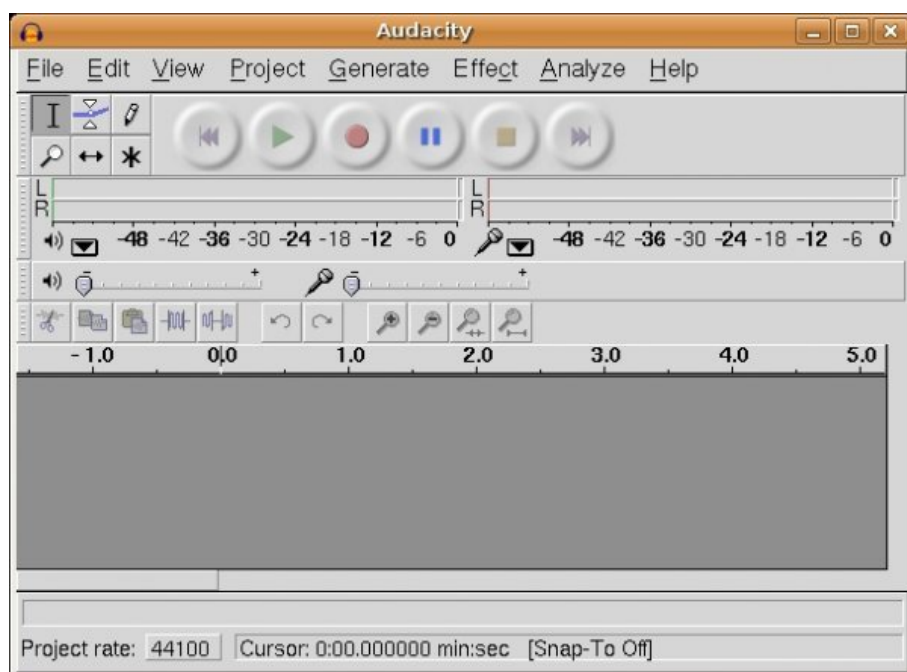 Audacity
File Edit View Project Generate Effect Analyze Help
L L
R R
-48 -42 -36 -30 -24 -18 -12 -6 0 -48 -42 -36 -30 -24 -18 -12 -6 0
- + - +
- 1.0 0,0 1.0 2.0 3.0 4.0 5.0
Project rate: 44100 Cursor: 0:00.000000 min:sec [Snap-To Off]